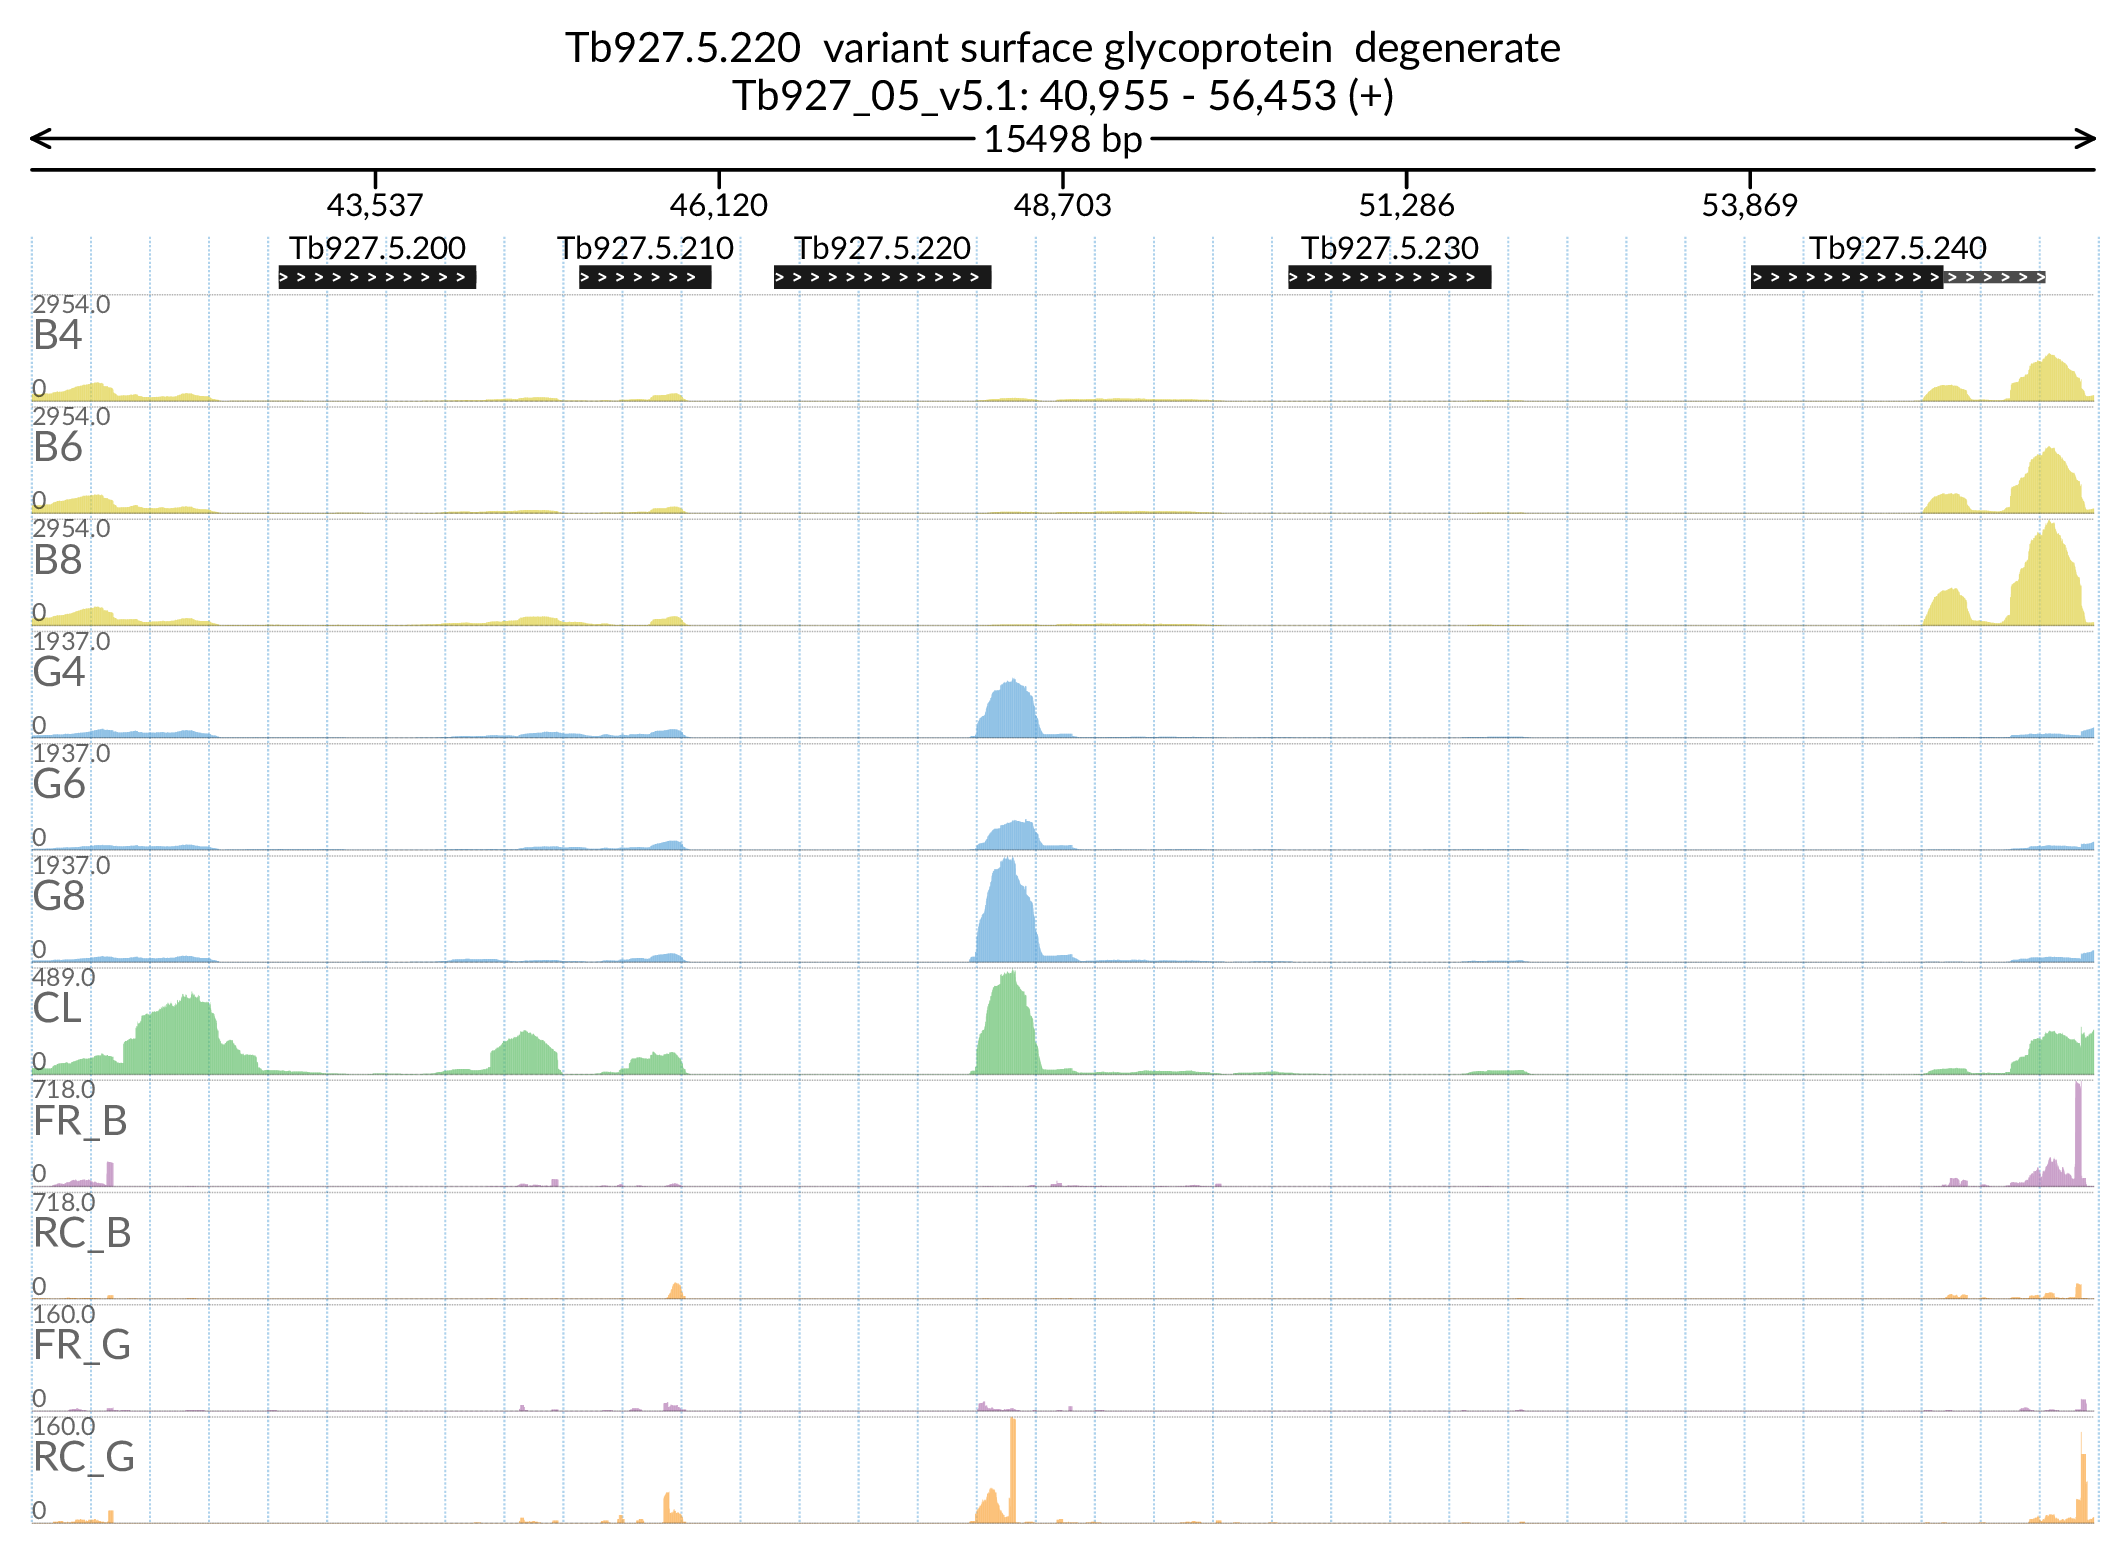 Tb927.5.220 variant surface glycoprotein degenerate
Tb927_05_v5.1: 40,955 - 56,453 (+)
15498 bp
43,537 46,120 48,703 51,286 53,869
Tb927.5.200 Tb927.5.210 Tb927.5.220 Tb927.5.230 Tb927.5.240
2954.0
B4
0
2954.0
B6
0
2954.0
B8
0
1937.0
G4
0
1937.0
G6
0
1937.0
G8
0
489.0
CL
0
718.0
FR_B
0
718.0
RC_B
0
160.0
FR_G
0
160.0
RC_G
0